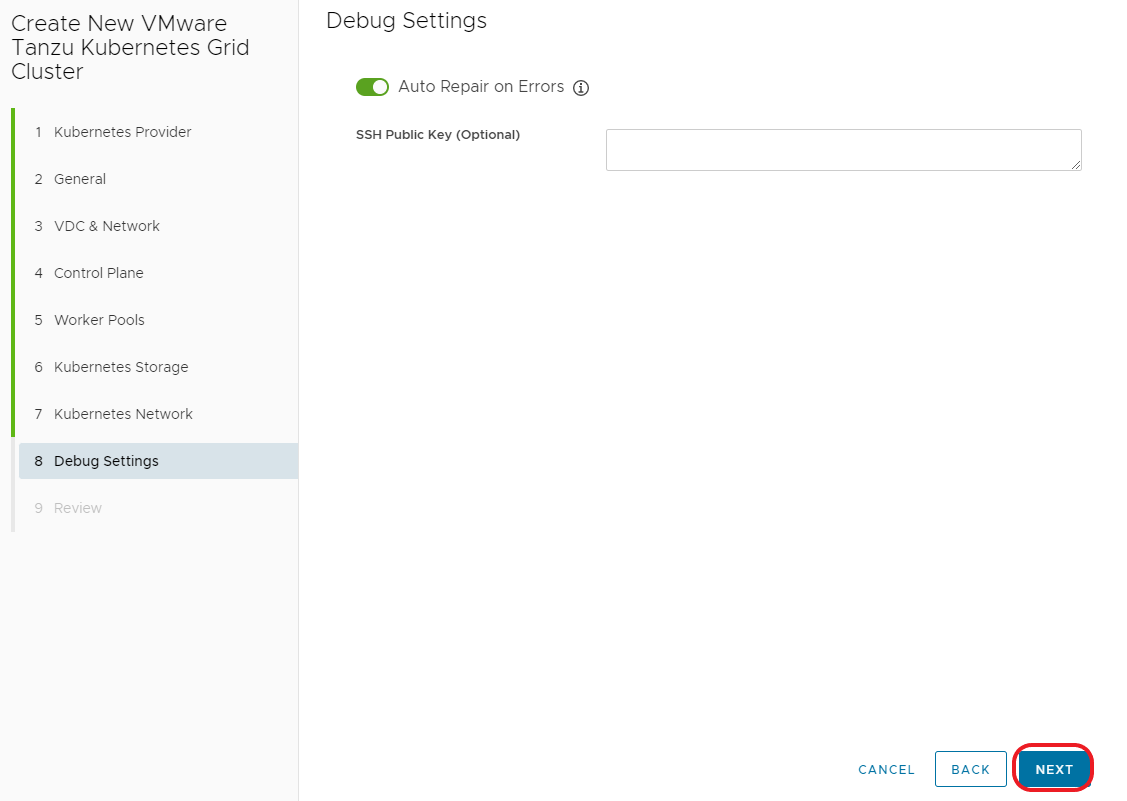 Create New VMware
Tanzu Kubernetes Grid
Cluster
1 Kubernetes Provider
2 General
3 VDC & Network
4 Control Plane
5 Worker Pools
6 Kubernetes Storage
7 Kubernetes Network
8 Debug Settings
9 Review
Debug Settings
Auto Repair on Errors
SSH Public Key (Optional)
CANCEL
BACK
NEXT